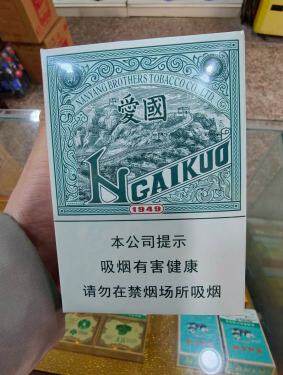 NANYANG BROTHERS TOBACCO CO., LTD.
愛國
NGAIKUO
1949
本公司提示
吸烟有害健康
请勿在禁烟场所吸烟